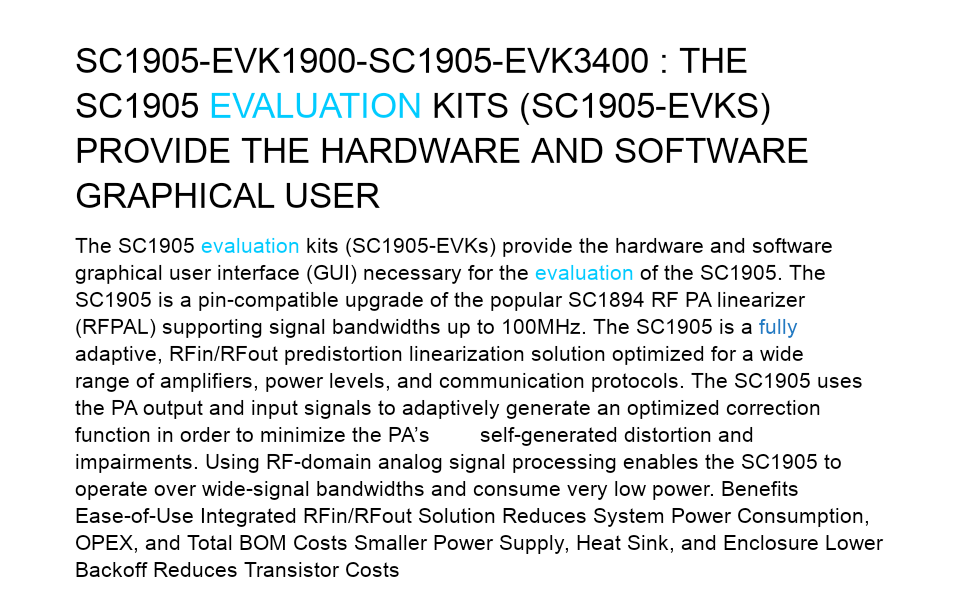 SC1905-EVK1900-SC1905-EVK3400 : THE
SC1905 EVALUATION KITS (SC1905-EVKS)
PROVIDE THE HARDWARE AND SOFTWARE
GRAPHICAL USER
The SC1905 evaluation kits (SC1905-EVKs) provide the hardware and software
graphical user interface (GUI) necessary for the evaluation of the SC1905. The
SC1905 is a pin-compatible upgrade of the popular SC1894 RF PA linearizer
(RFPAL) supporting signal bandwidths up to 100MHz. The SC1905 is a fully
adaptive, RFin/RFout predistortion linearization solution optimized for a wide
range of amplifiers, power levels, and communication protocols. The SC1905 uses
the PA output and input signals to adaptively generate an optimized correction
function in order to minimize the PA’s self-generated distortion and
impairments. Using RF-domain analog signal processing enables the SC1905 to
operate over wide-signal bandwidths and consume very low power. Benefits
Ease-of-Use Integrated RFin/RFout Solution Reduces System Power Consumption,
OPEX, and Total BOM Costs Smaller Power Supply, Heat Sink, and Enclosure Lower
Backoff Reduces Transistor Costs